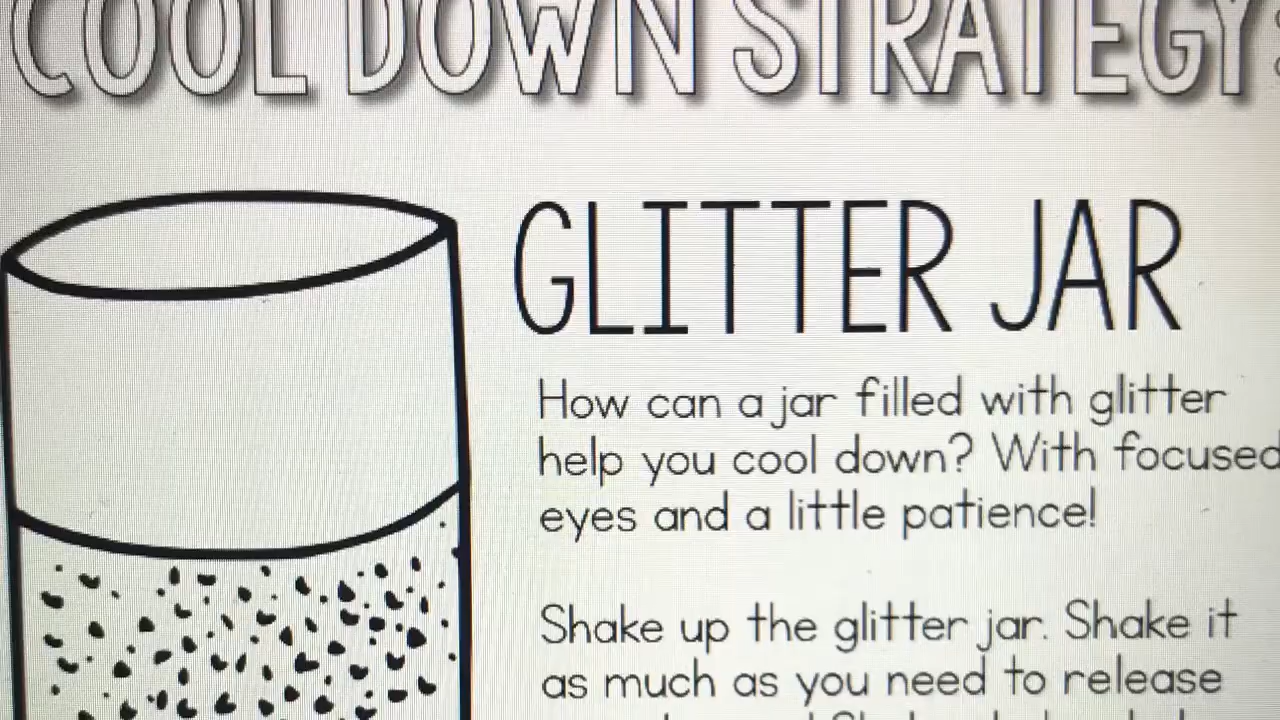 COOL DOWN STRATEGY
GLITTER JAR
How can a jar filled with glitter
help you cool down? With focused
eyes and a little patience!
Shake up the glitter jar. Shake it
as much as you need to release